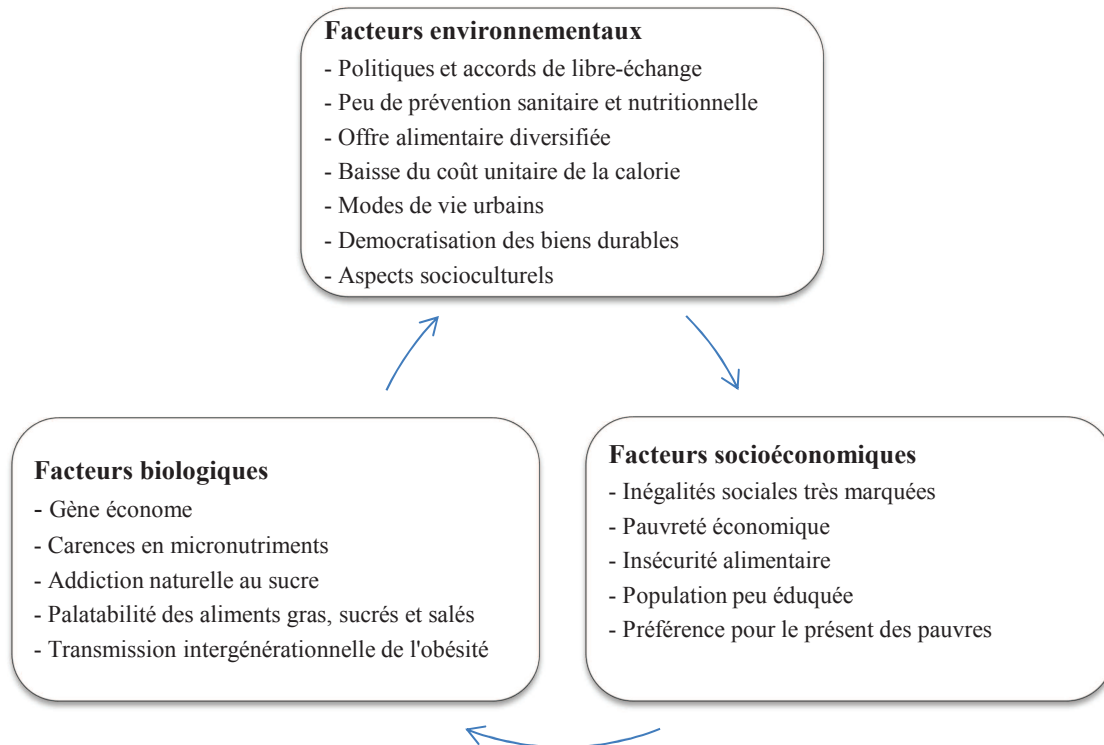 Facteurs environnementaux
- Politiques et accords de libre-échange
- Peu de prévention sanitaire et nutritionnelle
- Offre alimentaire diversifiée
- Baisse du coût unitaire de la calorie
- Modes de vie urbains
- Democratisation des biens durables
- Aspects socioculturels
Facteurs biologiques
- Gène économe
- Carences en micronutriments
- Addiction naturelle au sucre
- Palatabilité des aliments gras, sucrés et salés
- Transmission intergénérationnelle de l'obésité
Facteurs socioéconomiques
- Inégalités sociales très marquées
- Pauvreté économique
- Insécurité alimentaire
- Population peu éduquée
- Préférence pour le présent des pauvres